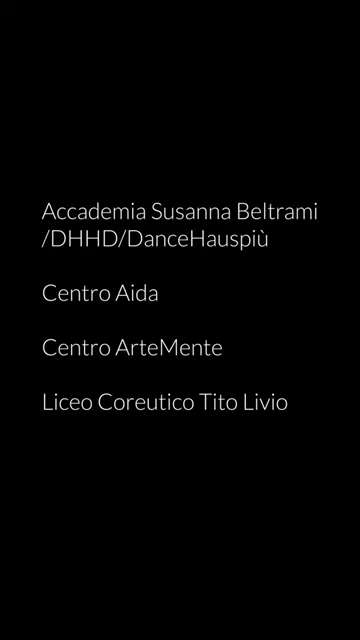 Accademia Susanna Beltrami
/DHHD/DanceHauspiù
Centro Aida
Centro ArteMente
Liceo Coreutico Tito Livio